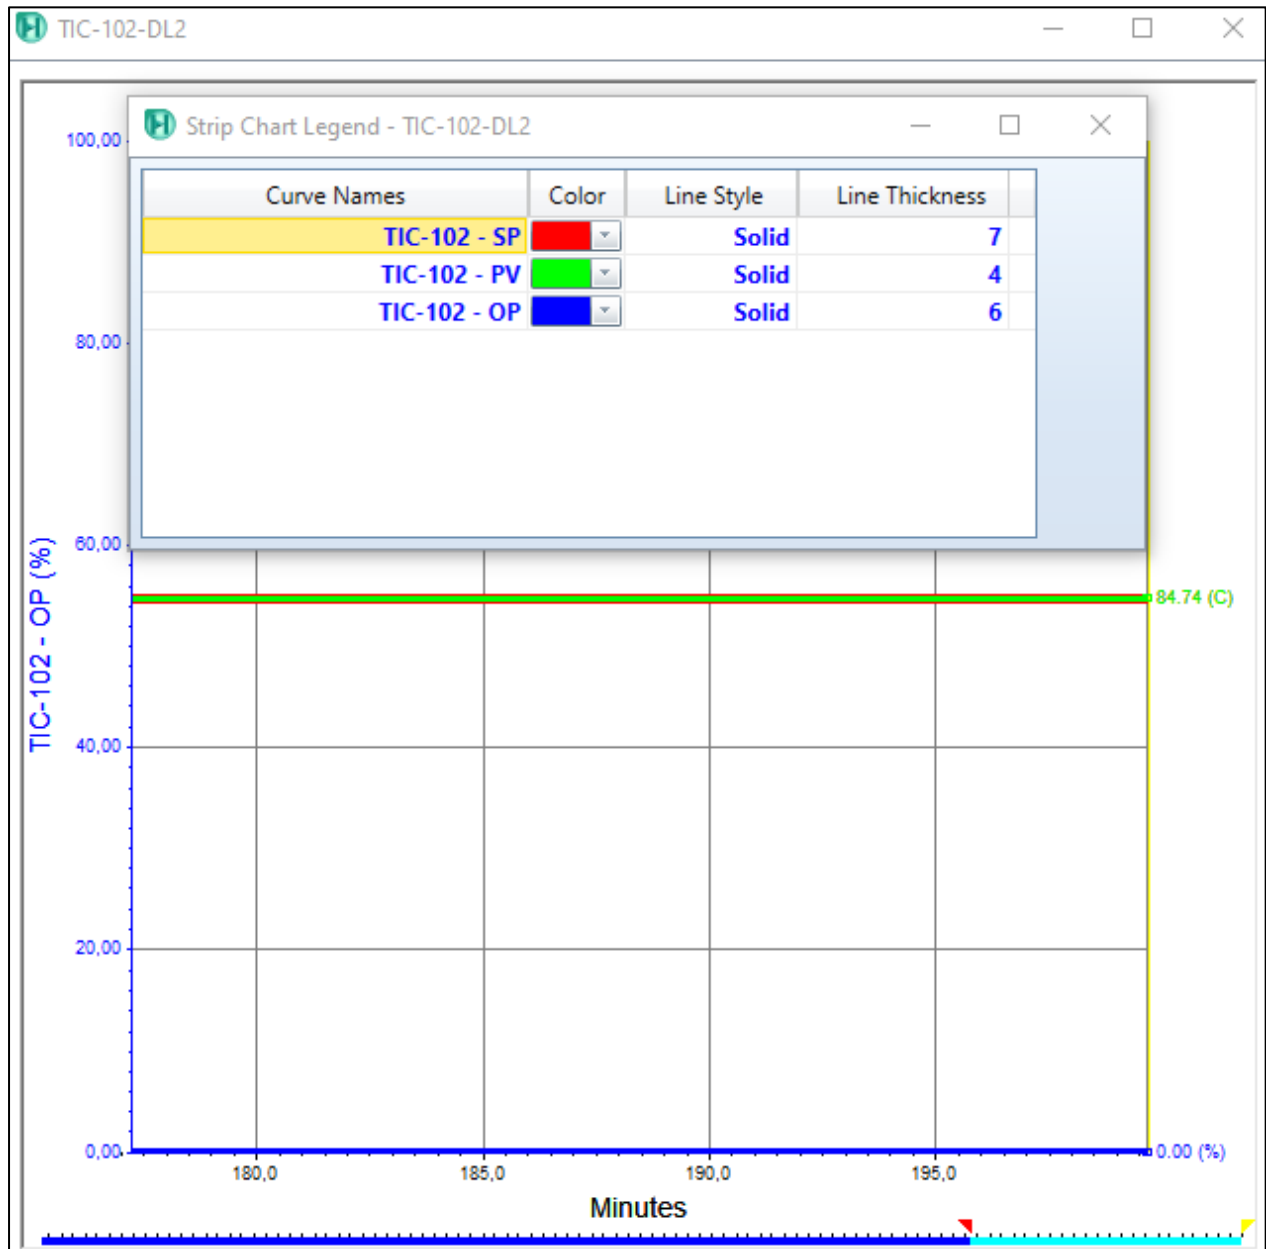 TIC-102-DL2
Strip Chart Legend - TIC-102-DL2
Curve Names Color Line Style Line Thickness
TIC-102 - SP Solid 7
TIC-102 - PV Solid 4
TIC-102 - OP Solid 6
100,00
80,00
60,00
40,00
20,00
0,00
TIC-102 - OP (%)
84.74 (C)
0.00 (%)
180,0 185,0 190,0 195,0
Minutes